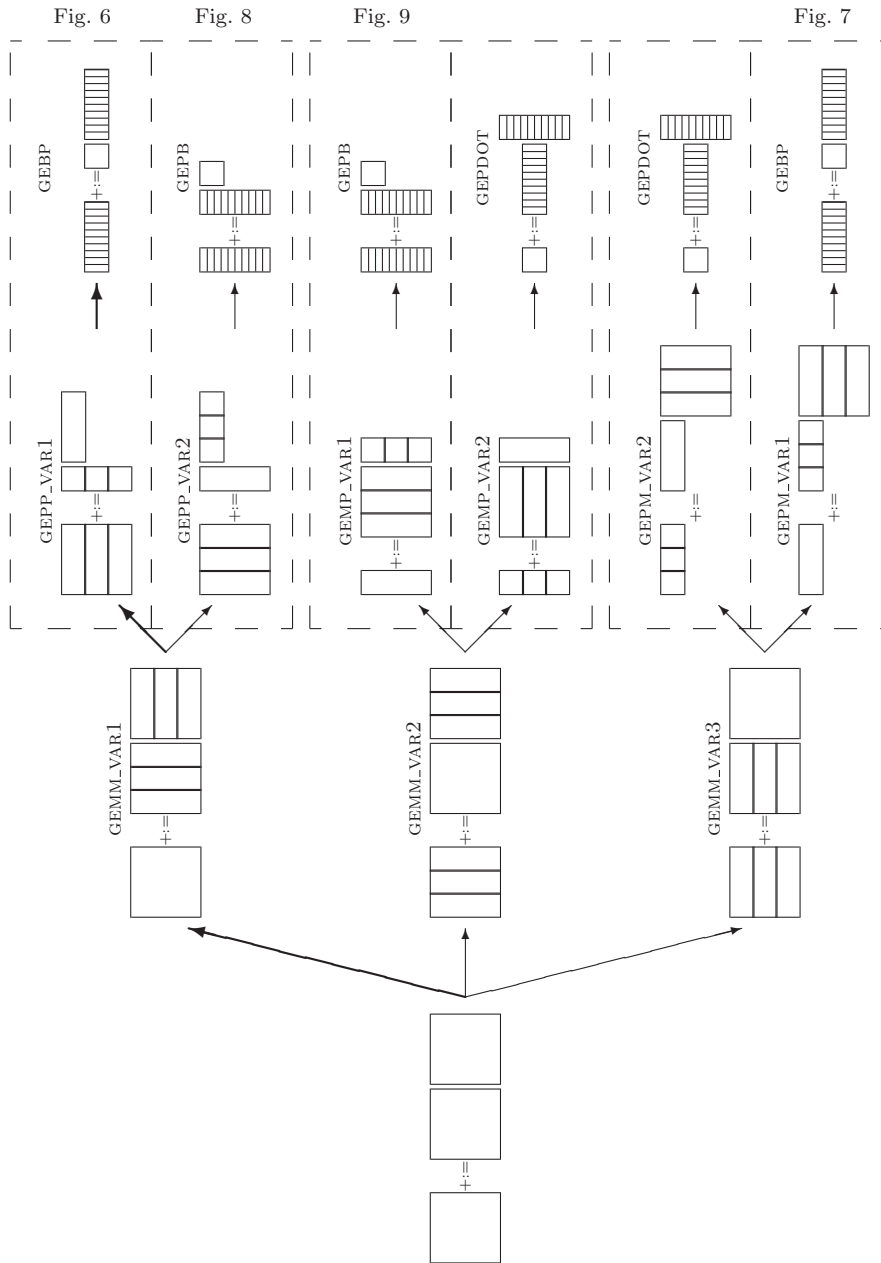 Fig. 6
Fig. 8
Fig. 9
Fig. 7
GEBP
+:=
GEPB
+:=
GEPB
+:=
GEPDOT
+:=
GEPDOT
+:=
GEBP
+:=
GEPP_VAR1
+:=
GEPP_VAR2
+:=
GEMP_VAR1
+:=
GEMP_VAR2
+:=
GEPM_VAR2
+:=
GEPM_VAR1
+:=
GEMM_VAR1
+:=
GEMM_VAR2
+:=
GEMM_VAR3
+:=
+:=